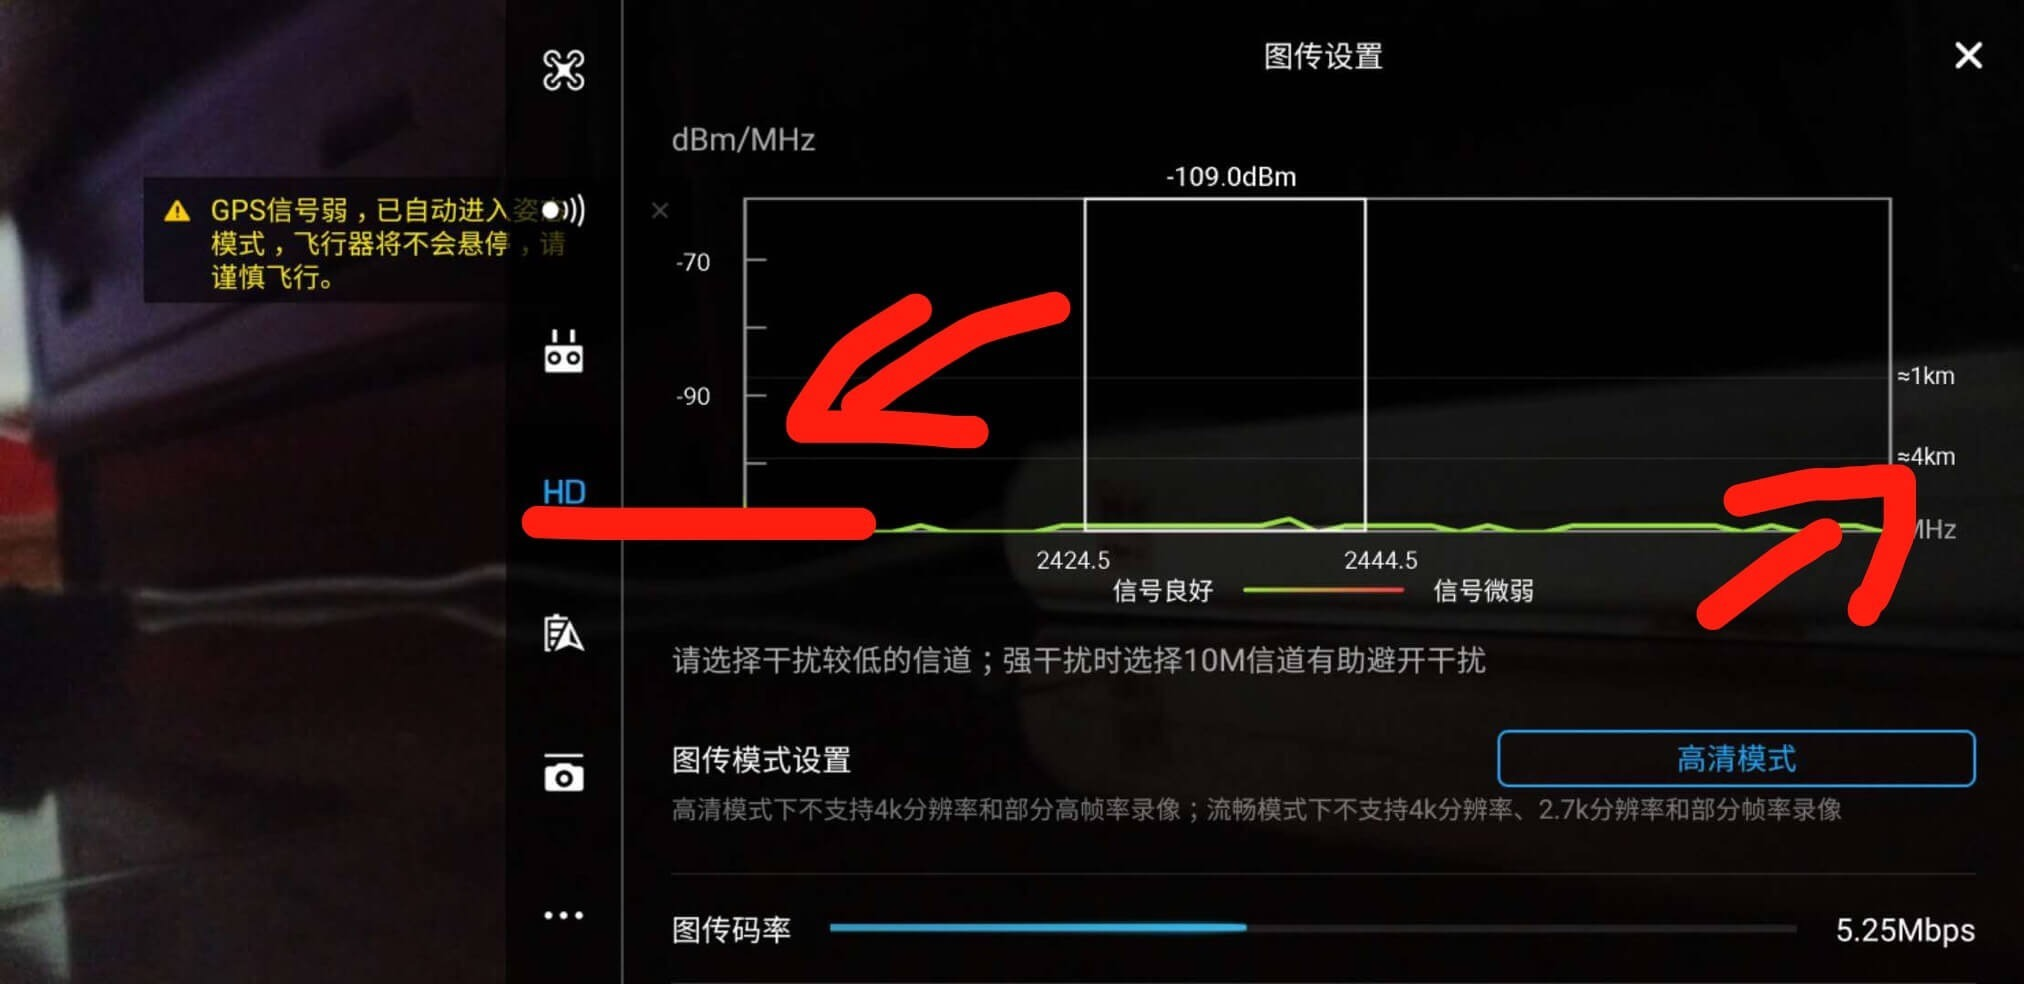 图传设置
dBm/MHz
-109.0dBm
GPS信号弱，已自动进入姿态
模式，飞行器将不会悬停，请
谨慎飞行。
-70
-90
≈1km
≈4km
HD
MHz
2424.5
2444.5
信号良好
信号微弱
请选择干扰较低的信道；强干扰时选择10M信道有助避开干扰
图传模式设置
高清模式
高清模式下不支持4k分辨率和部分高帧率录像；流畅模式下不支持4k分辨率、2.7k分辨率和部分帧率录像
图传码率
5.25Mbps